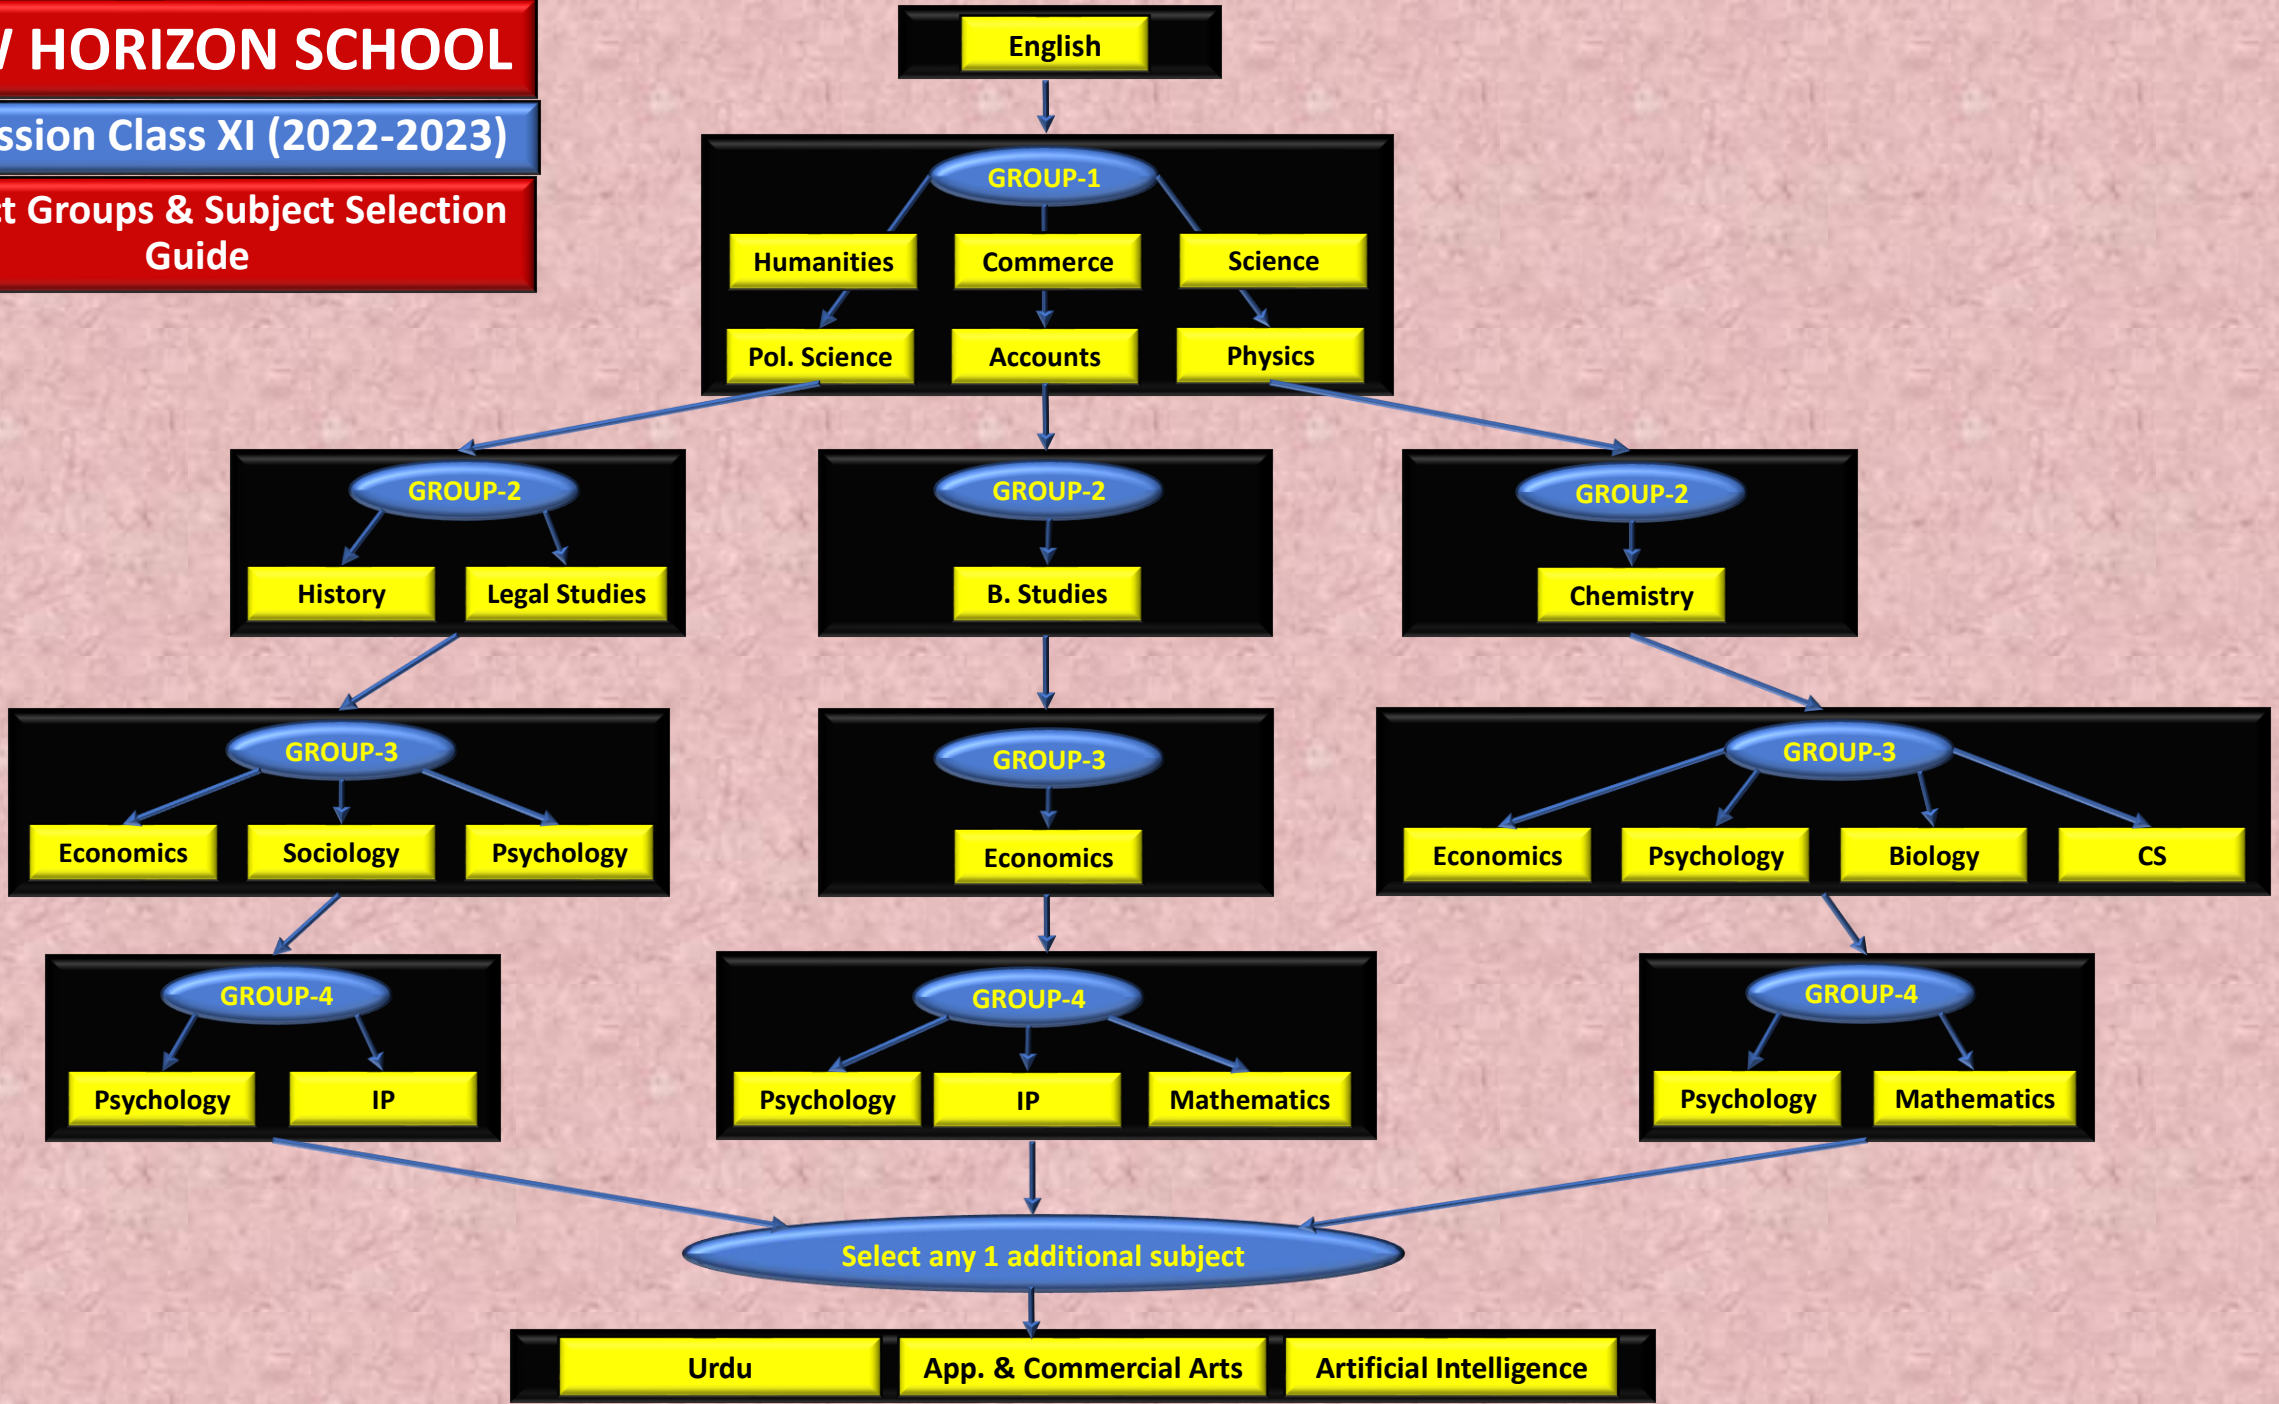 HORIZON SCHOOL
Class XI (2022-2023)
Groups & Subject Selection
Guide
English
GROUP-1
Humanities
Commerce
Science
Pol. Science
Accounts
Physics
GROUP-2
GROUP-2
GROUP-2
History
Legal Studies
B. Studies
Chemistry
GROUP-3
GROUP-3
GROUP-3
Economics
Sociology
Psychology
Economics
Economics
Psychology
Biology
CS
GROUP-4
GROUP-4
GROUP-4
Psychology
IP
Psychology
IP
Mathematics
Psychology
Mathematics
Select any 1 additional subject
Urdu
App. & Commercial Arts
Artificial Intelligence